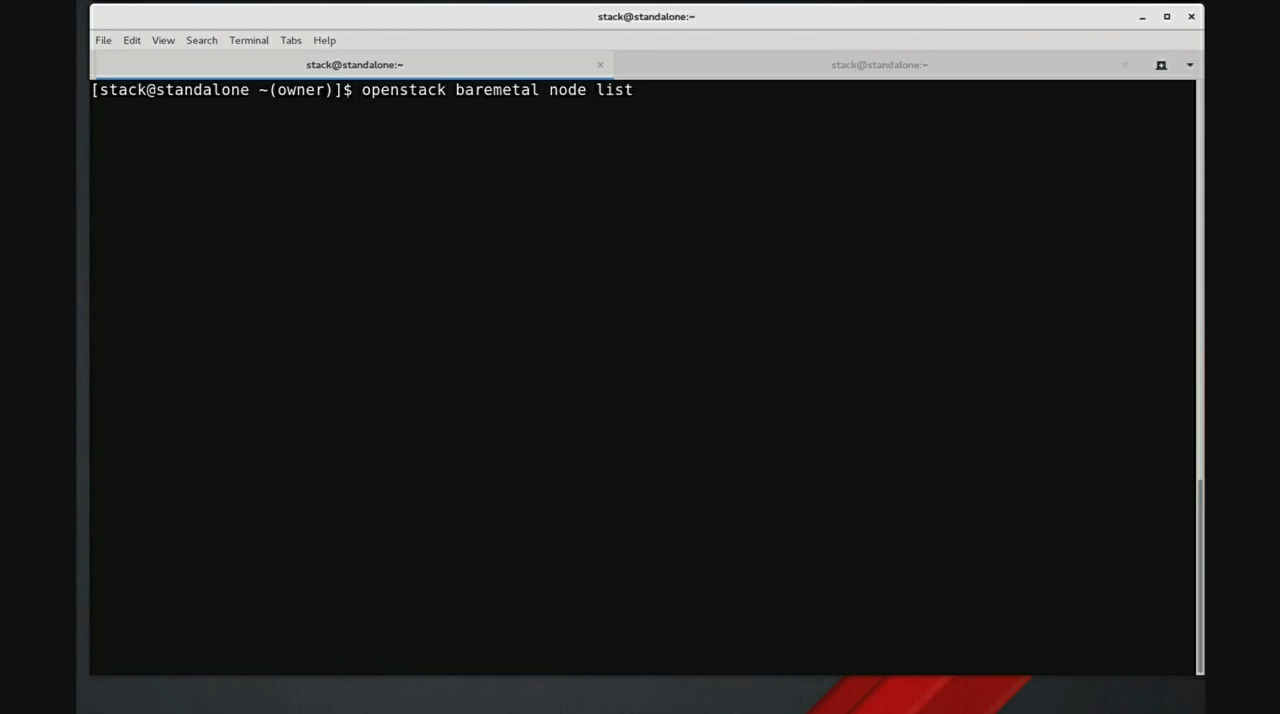 stack@standalone:~
File Edit View Search Terminal Tabs Help
stack@standalone:~ stack@standalone:~
[stack@standalone ~(owner)]$ openstack baremetal node list